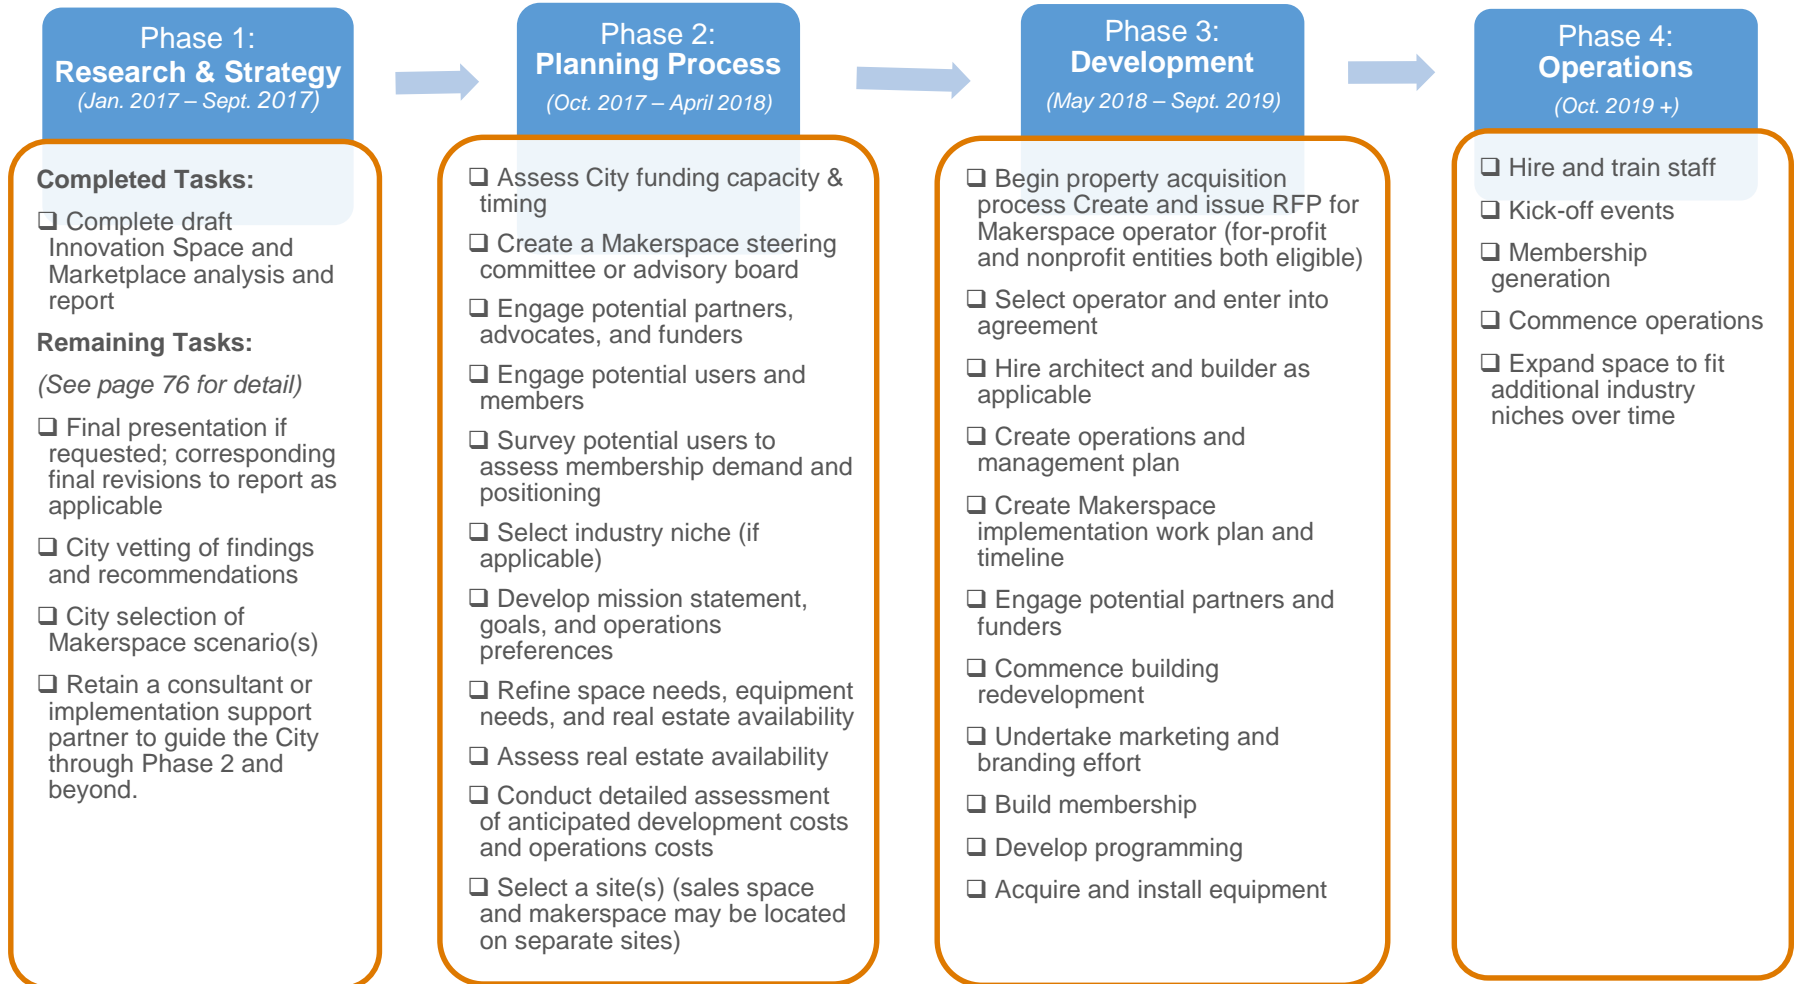 Phase 1:
Research & Strategy
(Jan. 2017 – Sept. 2017)
Completed Tasks:
❑ Complete draft
Innovation Space and
Marketplace analysis and
report
Remaining Tasks:
(See page 76 for detail)
❑ Final presentation if
requested; corresponding
final revisions to report as
applicable
❑ City vetting of findings
and recommendations
❑ City selection of
Makerspace scenario(s)
❑ Retain a consultant or
implementation support
partner to guide the City
through Phase 2 and
beyond.
Phase 2:
Planning Process
(Oct. 2017 – April 2018)
❑ Assess City funding capacity &
timing
❑ Create a Makerspace steering
committee or advisory board
❑ Engage potential partners,
advocates, and funders
❑ Engage potential users and
members
❑ Survey potential users to
assess membership demand and
positioning
❑ Select industry niche (if
applicable)
❑ Develop mission statement,
goals, and operations
preferences
❑ Refine space needs, equipment
needs, and real estate availability
❑ Assess real estate availability
❑ Conduct detailed assessment
of anticipated development costs
and operations costs
❑ Select a site(s) (sales space
and makerspace may be located
on separate sites)
Phase 3:
Development
(May 2018 – Sept. 2019)
❑ Begin property acquisition
process Create and issue RFP for
Makerspace operator (for-profit
and nonprofit entities both eligible)
❑ Select operator and enter into
agreement
❑ Hire architect and builder as
applicable
❑ Create operations and
management plan
❑ Create Makerspace
implementation work plan and
timeline
❑ Engage potential partners and
funders
❑ Commence building
redevelopment
❑ Undertake marketing and
branding effort
❑ Build membership
❑ Develop programming
❑ Acquire and install equipment
Phase 4:
Operations
(Oct. 2019 +)
❑ Hire and train staff
❑ Kick-off events
❑ Membership
generation
❑ Commence operations
❑ Expand space to fit
additional industry
niches over time